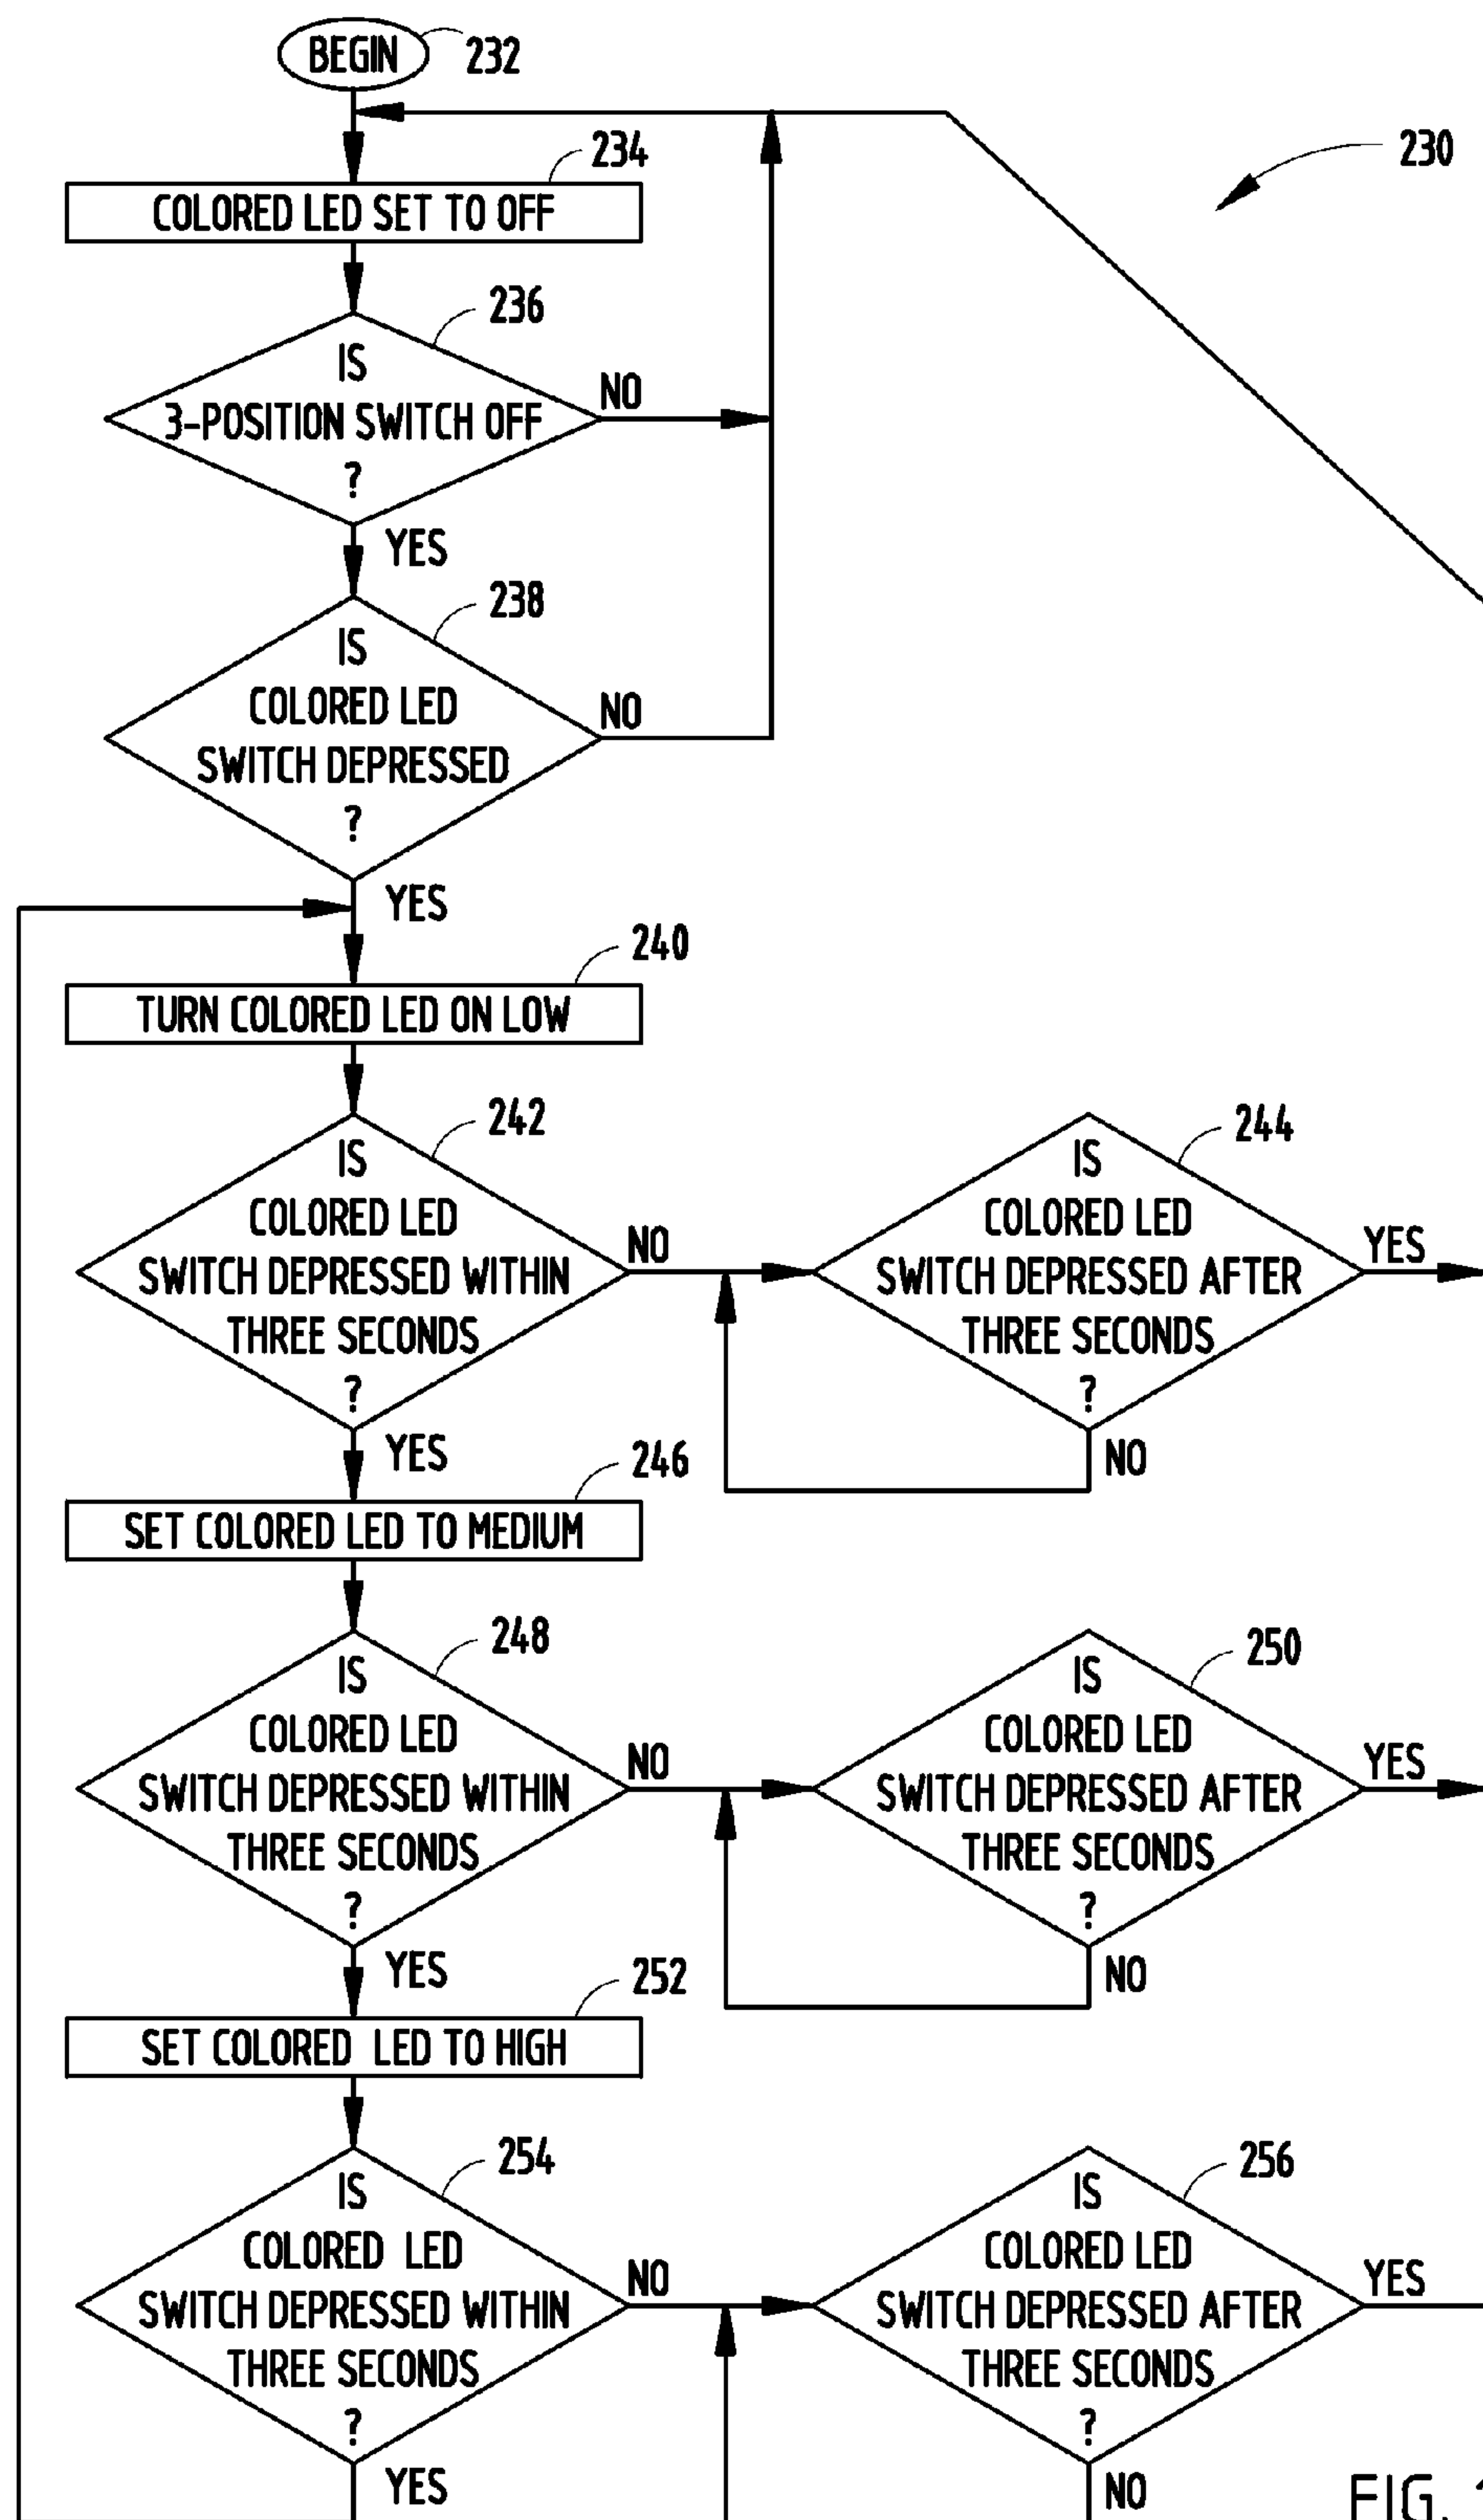 BEGIN
232
230
234
COLORED LED SET TO OFF
236
IS
3-POSITION SWITCH OFF
?
NO
YES
238
IS
COLORED LED
SWITCH DEPRESSED
?
NO
YES
240
TURN COLORED LED ON LOW
242
IS
COLORED LED
SWITCH DEPRESSED WITHIN
THREE SECONDS
?
NO
YES
244
IS
COLORED LED
SWITCH DEPRESSED AFTER
THREE SECONDS
?
YES
NO
246
SET COLORED LED TO MEDIUM
248
IS
COLORED LED
SWITCH DEPRESSED WITHIN
THREE SECONDS
?
NO
YES
250
IS
COLORED LED
SWITCH DEPRESSED AFTER
THREE SECONDS
?
YES
NO
252
SET COLORED LED TO HIGH
254
IS
COLORED LED
SWITCH DEPRESSED WITHIN
THREE SECONDS
?
NO
YES
256
IS
COLORED LED
SWITCH DEPRESSED AFTER
THREE SECONDS
?
YES
NO
FIG.